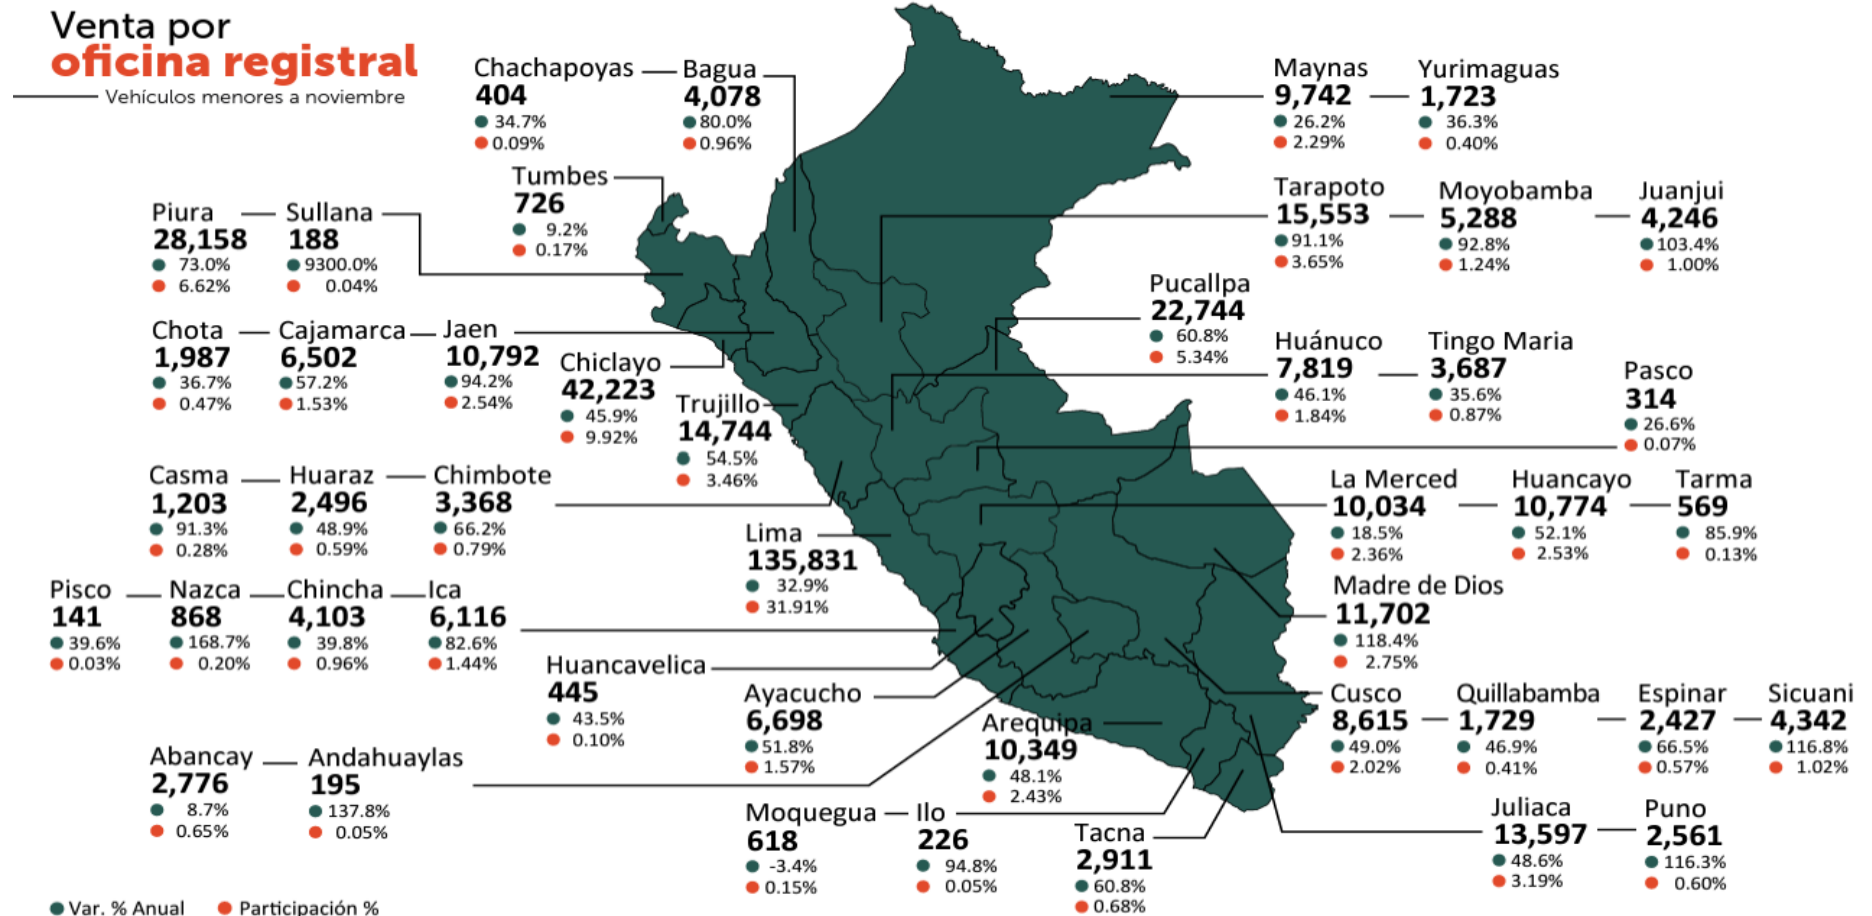 Venta por
oficina registral
Vehículos menores a noviembre
Chachapoyas
404
34.7%
0.09%
Bagua
4,078
80.0%
0.96%
Maynas
9,742
26.2%
2.29%
Yurimaguas
1,723
36.3%
0.40%
Tumbes
726
9.2%
0.17%
Piura
28,158
73.0%
6.62%
Sullana
188
9300.0%
0.04%
Tarapoto
15,553
91.1%
3.65%
Moyobamba
5,288
92.8%
1.24%
Juanjui
4,246
103.4%
1.00%
Pucallpa
22,744
60.8%
5.34%
Chota
1,987
36.7%
0.47%
Cajamarca
6,502
57.2%
1.53%
Jaen
10,792
94.2%
2.54%
Chiclayo
42,223
45.9%
9.92%
Trujillo
14,744
54.5%
3.46%
Huánuco
7,819
46.1%
1.84%
Tingo Maria
3,687
35.6%
0.87%
Pasco
314
26.6%
0.07%
Casma
1,203
91.3%
0.28%
Huaraz
2,496
48.9%
0.59%
Chimbote
3,368
66.2%
0.79%
Lima
135,831
32.9%
31.91%
La Merced
10,034
18.5%
2.36%
Huancayo
10,774
52.1%
2.53%
Tarma
569
85.9%
0.13%
Pisco
141
39.6%
0.03%
Nazca
868
168.7%
0.20%
Chincha
4,103
39.8%
0.96%
Ica
6,116
82.6%
1.44%
Madre de Dios
11,702
118.4%
2.75%
Huancavelica
445
43.5%
0.10%
Ayacucho
6,698
51.8%
1.57%
Arequipa
10,349
48.1%
2.43%
Cusco
8,615
49.0%
2.02%
Quillabamba
1,729
46.9%
0.41%
Espinar
2,427
66.5%
0.57%
Sicuani
4,342
116.8%
1.02%
Abancay
2,776
8.7%
0.65%
Andahuaylas
195
137.8%
0.05%
Moquegua
618
-3.4%
0.15%
Ilo
226
94.8%
0.05%
Tacna
2,911
60.8%
0.68%
Juliaca
13,597
48.6%
3.19%
Puno
2,561
116.3%
0.60%
Var. % Anual
Participación %